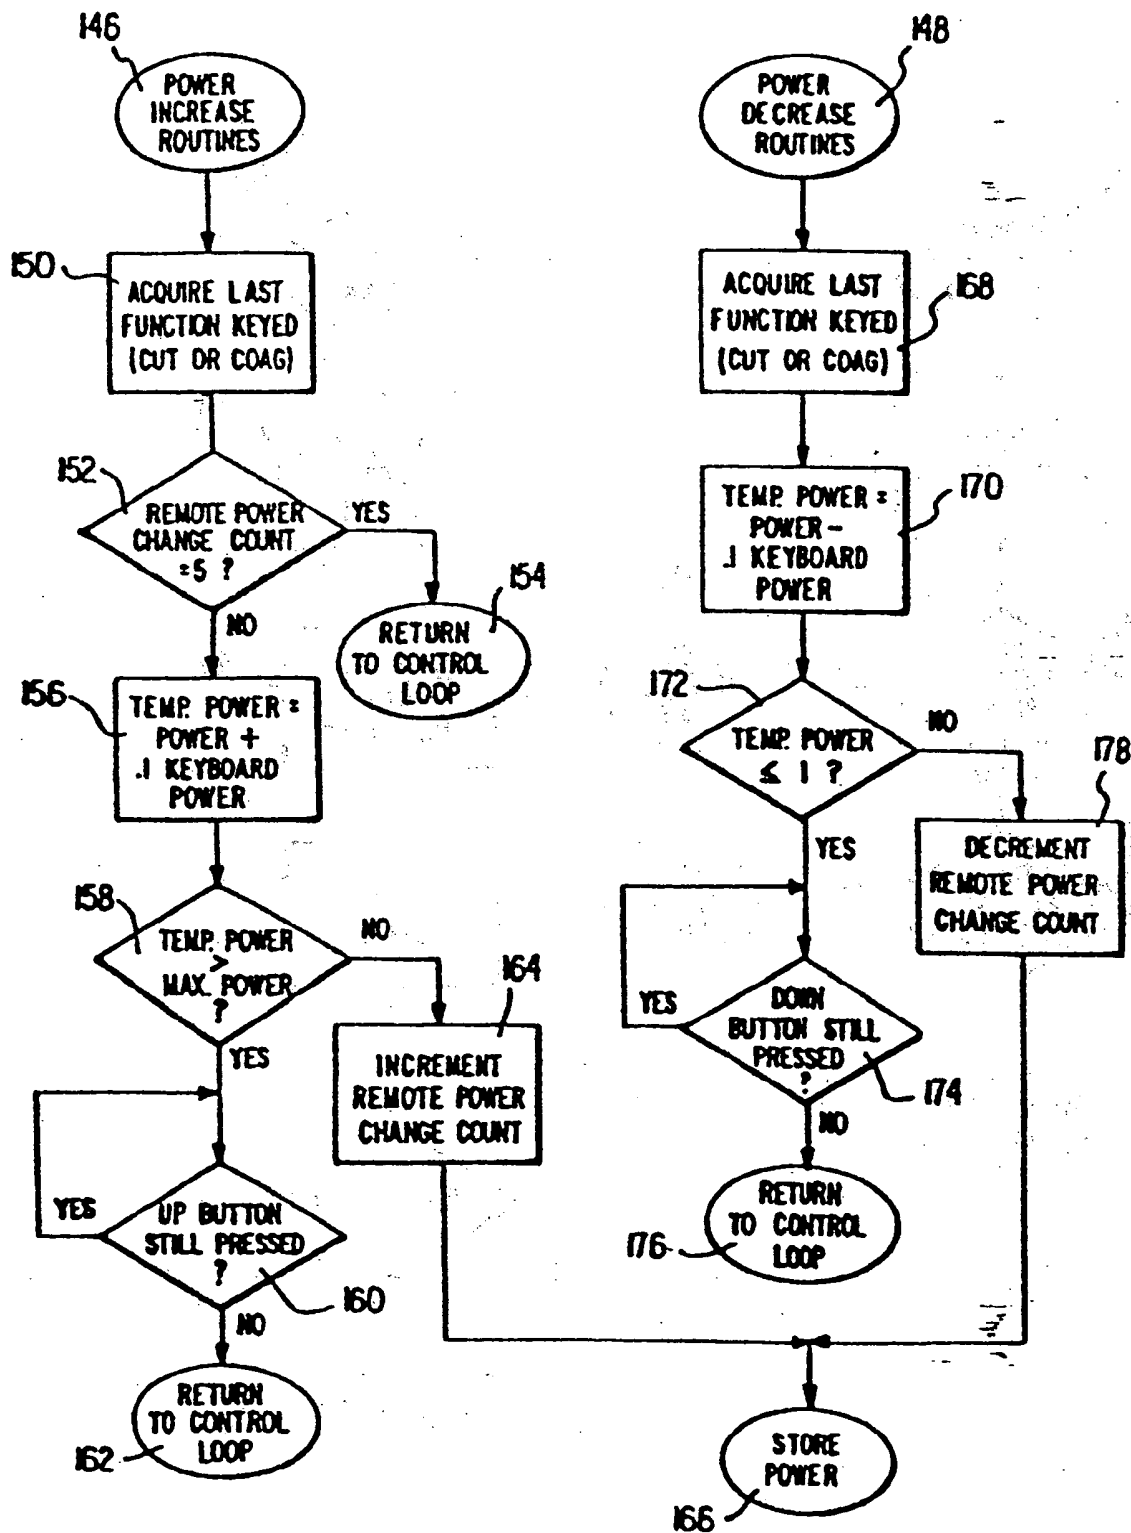 146
POWER
INCREASE
ROUTINES
150
ACQUIRE LAST
FUNCTION KEYED
(CUT OR COAG)
152
REMOTE POWER
CHANGE COUNT
=5 ?
YES
NO
154
RETURN
TO CONTROL
LOOP
156
TEMP. POWER =
POWER +
.1 KEYBOARD
POWER
158
TEMP. POWER
>
MAX. POWER
?
NO
YES
164
INCREMENT
REMOTE POWER
CHANGE COUNT
YES
UP BUTTON
STILL PRESSED
?
160
NO
RETURN
TO CONTROL
LOOP
162
148
POWER
DECREASE
ROUTINES
ACQUIRE LAST
FUNCTION KEYED
(CUT OR COAG)
168
TEMP. POWER =
POWER –
.1 KEYBOARD
POWER
170
172
TEMP. POWER
≤ 1 ?
NO
YES
178
DECREMENT
REMOTE POWER
CHANGE COUNT
YES
DOWN
BUTTON STILL
PRESSED
?
174
NO
RETURN
TO CONTROL
LOOP
176
STORE
POWER
166